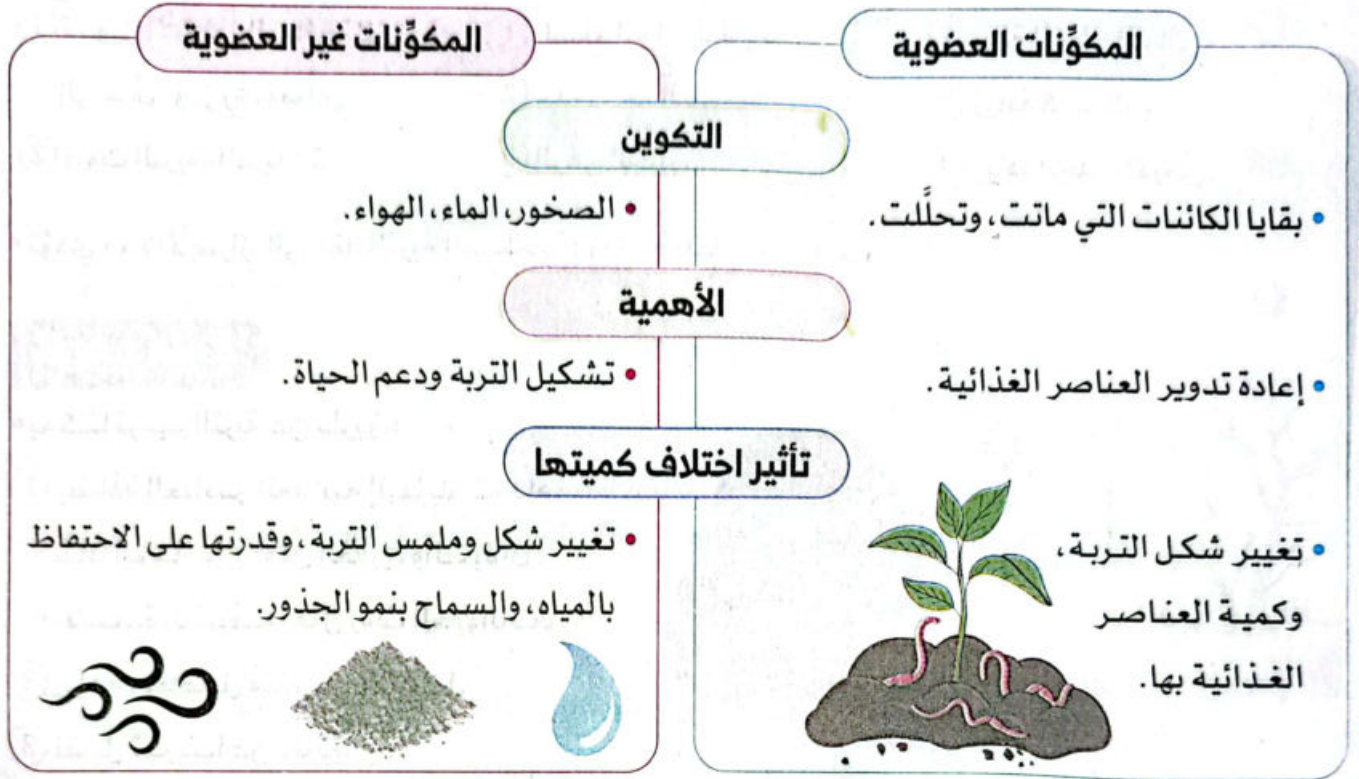 المكوِّنات العضوية
المكوِّنات غير العضوية
التكوين
• بقايا الكائنات التي ماتت، وتحلَّلت.
• الصخور، الماء، الهواء.
الأهمية
• إعادة تدوير العناصر الغذائية.
• تشكيل التربة ودعم الحياة.
تأثير اختلاف كميتها
• تغيير شكل التربة،
وكمية العناصر
الغذائية بها.
• تغيير شكل وملمس التربة، وقدرتها على الاحتفاظ
بالمياه، والسماح بنمو الجذور.